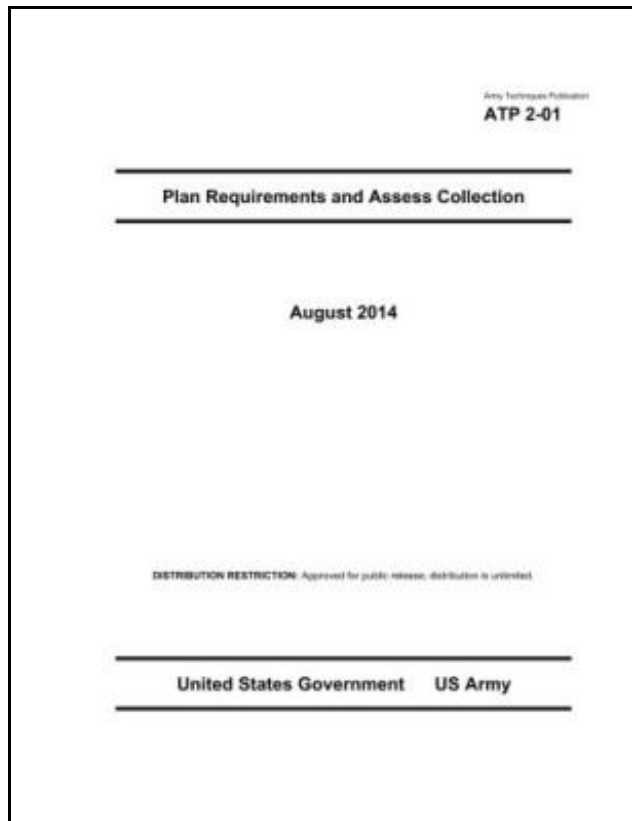 Army Techniques Publication
ATP 2-01
Plan Requirements and Assess Collection
August 2014
DISTRIBUTION RESTRICTION: Approved for public release; distribution is unlimited.
United States Government US Army